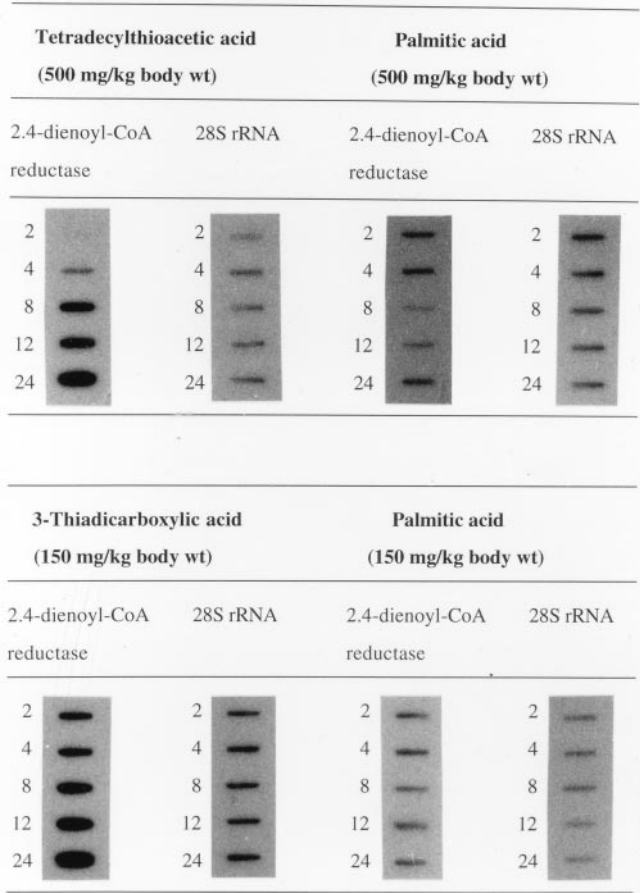 Tetradecylthioacetic acid Palmitic acid
(500 mg/kg body wt) (500 mg/kg body wt)
2.4-dienoyl-CoA 28S rRNA 2.4-dienoyl-CoA 28S rRNA
reductase reductase
2 2 2 2
4 4 4 4
8 8 8 8
12 12 12 12
24 24 24 24
3-Thiadicarboxylic acid Palmitic acid
(150 mg/kg body wt) (150 mg/kg body wt)
2.4-dienoyl-CoA 28S rRNA 2.4-dienoyl-CoA 28S rRNA
reductase reductase
2 2 2 2
4 4 4 4
8 8 8 8
12 12 12 12
24 24 24 24